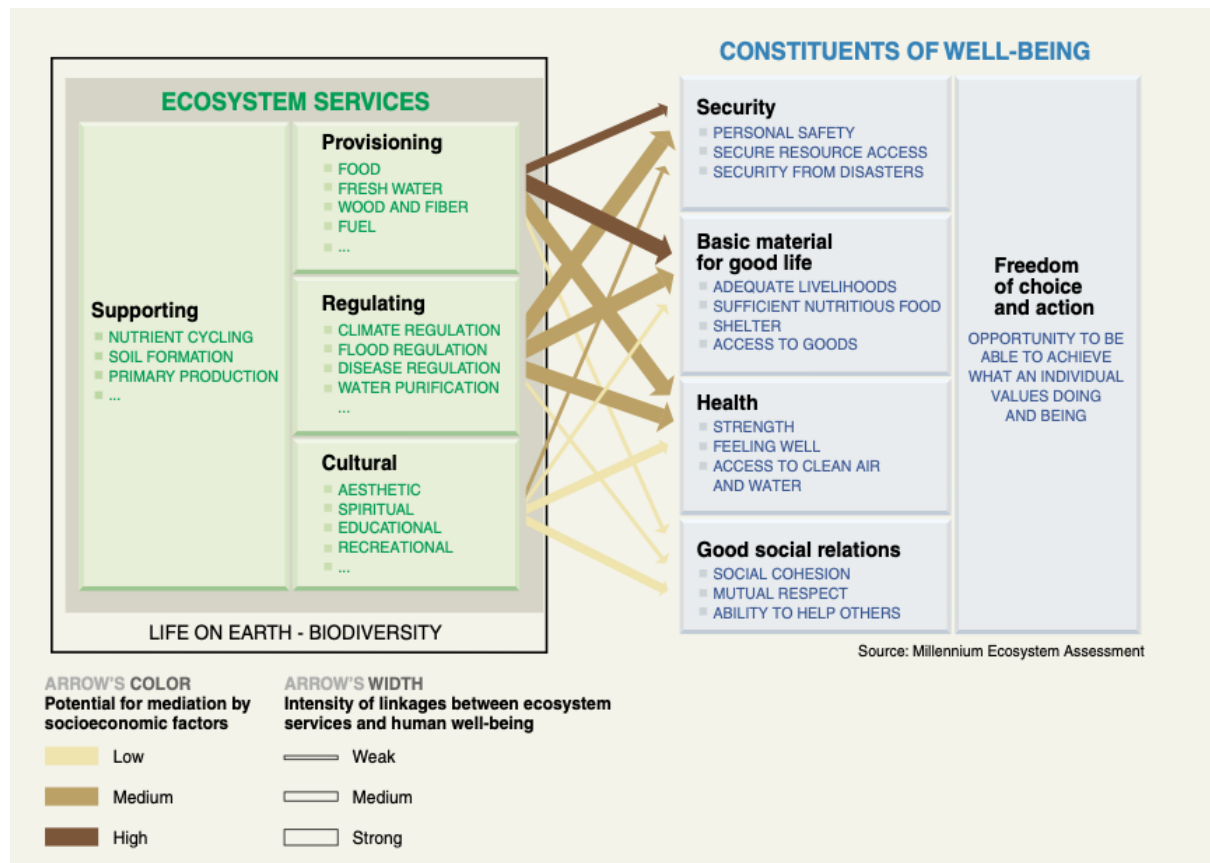 CONSTITUENTS OF WELL-BEING
ECOSYSTEM SERVICES
Supporting
NUTRIENT CYCLING
SOIL FORMATION
PRIMARY PRODUCTION
...
Provisioning
FOOD
FRESH WATER
WOOD AND FIBER
FUEL
...
Regulating
CLIMATE REGULATION
FLOOD REGULATION
DISEASE REGULATION
WATER PURIFICATION
...
Cultural
AESTHETIC
SPIRITUAL
EDUCATIONAL
RECREATIONAL
...
LIFE ON EARTH - BIODIVERSITY
Security
PERSONAL SAFETY
SECURE RESOURCE ACCESS
SECURITY FROM DISASTERS
Basic material
for good life
ADEQUATE LIVELIHOODS
SUFFICIENT NUTRITIOUS FOOD
SHELTER
ACCESS TO GOODS
Health
STRENGTH
FEELING WELL
ACCESS TO CLEAN AIR
AND WATER
Good social relations
SOCIAL COHESION
MUTUAL RESPECT
ABILITY TO HELP OTHERS
Freedom
of choice
and action
OPPORTUNITY TO BE
ABLE TO ACHIEVE
WHAT AN INDIVIDUAL
VALUES DOING
AND BEING
Source: Millennium Ecosystem Assessment
ARROW'S COLOR
Potential for mediation by
socioeconomic factors
Low
Medium
High
ARROW'S WIDTH
Intensity of linkages between ecosystem
services and human well-being
Weak
Medium
Strong